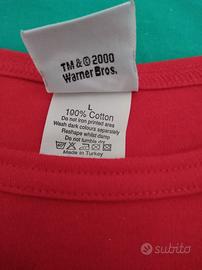 TM & © 2000
Warner Bros.
L
100% Cotton
Do not iron printed area
Wash dark colours separately
Reshape whilst damp
Do not tumble dry
Made in Turkey
subito